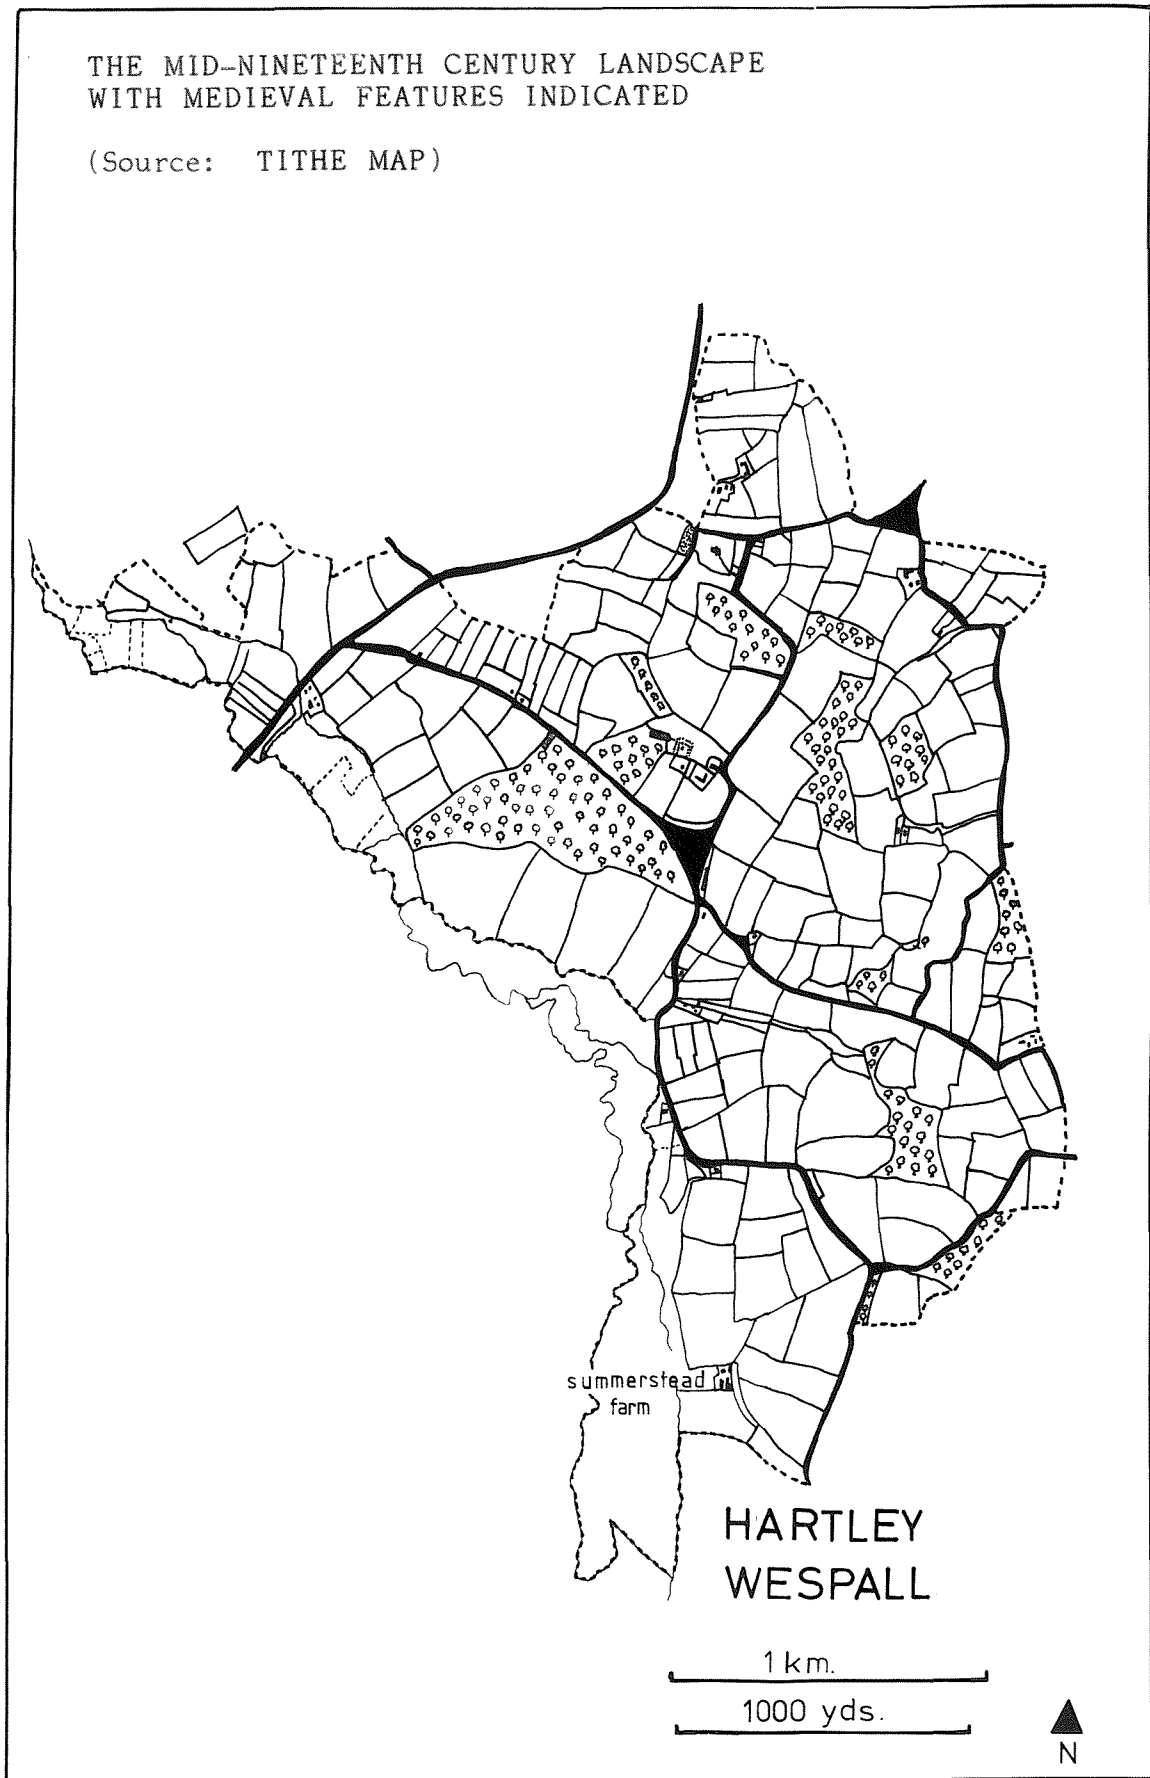 THE MID-NINETEENTH CENTURY LANDSCAPE
WITH MEDIEVAL FEATURES INDICATED
(Source: TITHE MAP)
summerstead
farm
HARTLEY
WESPALL
1 km.
1000 yds.
N